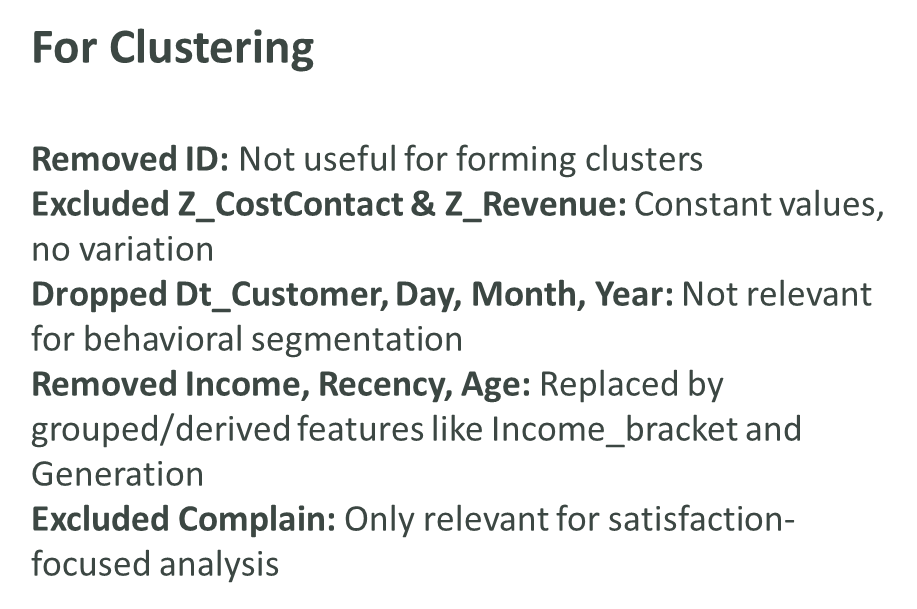 For Clustering
Removed ID: Not useful for forming clusters
Excluded Z_CostContact & Z_Revenue: Constant values,
no variation
Dropped Dt_Customer, Day, Month, Year: Not relevant
for behavioral segmentation
Removed Income, Recency, Age: Replaced by
grouped/derived features like Income_bracket and
Generation
Excluded Complain: Only relevant for satisfaction-
focused analysis